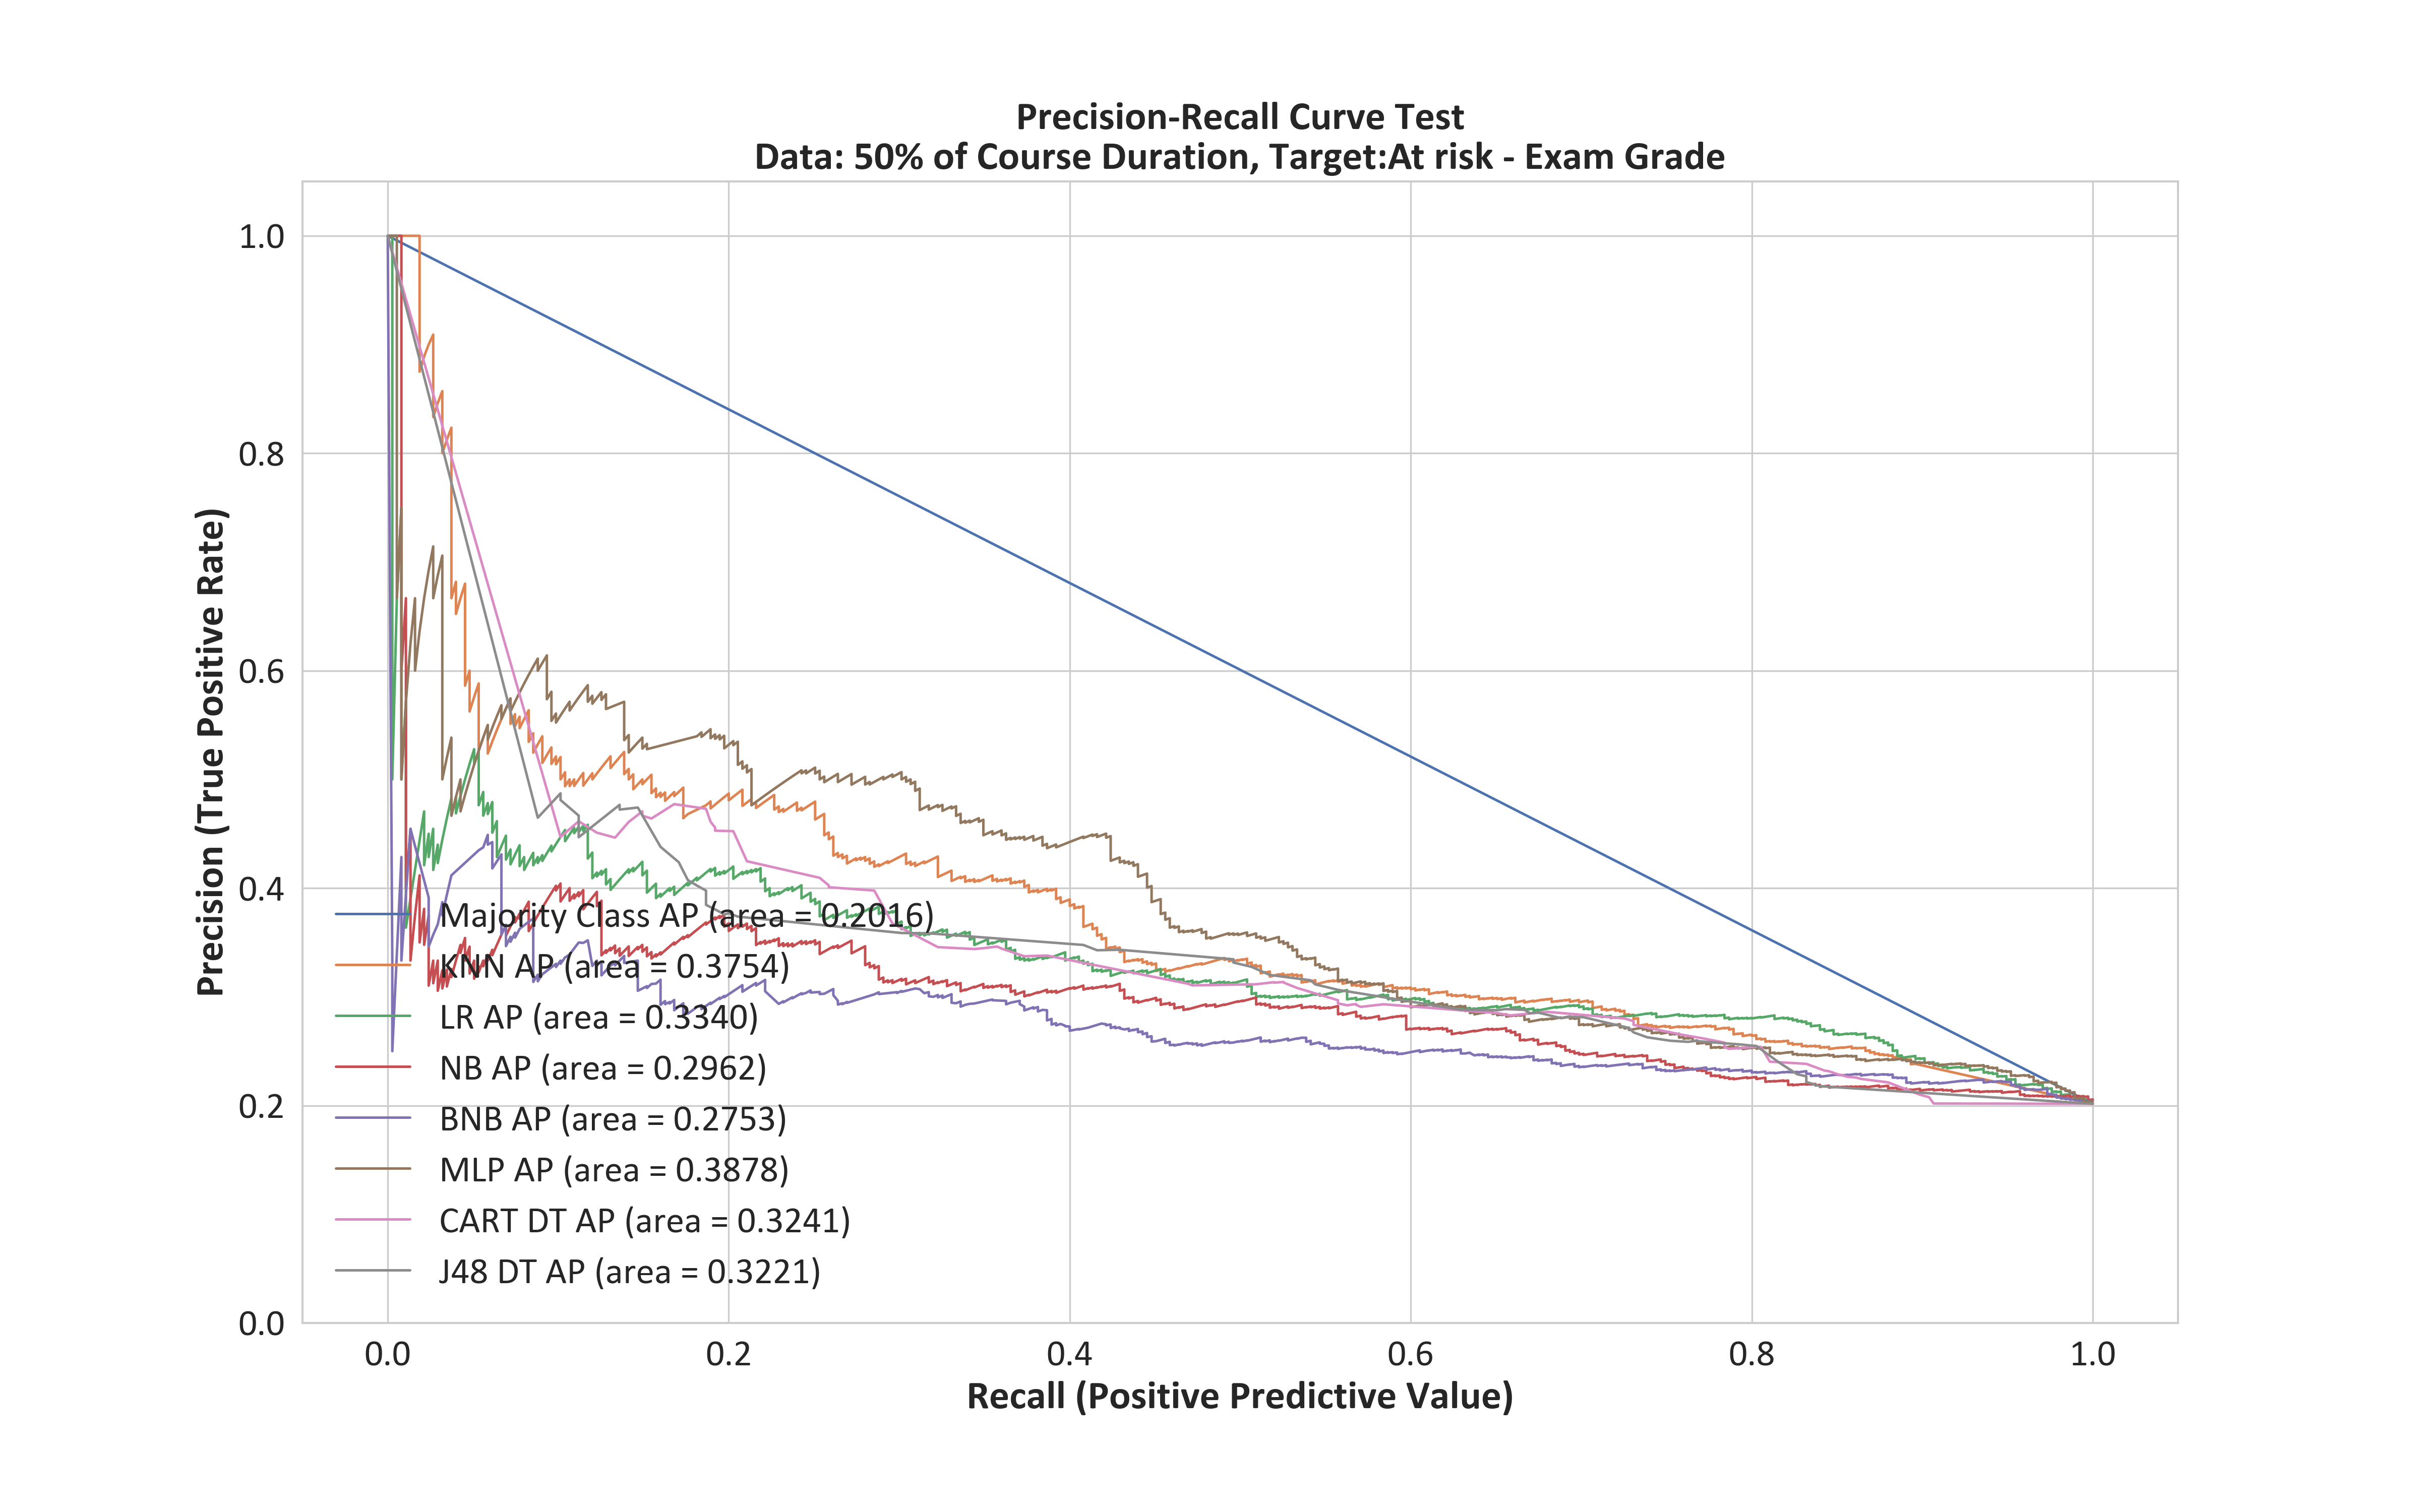 Precision-Recall Curve Test
Data: 50% of Course Duration, Target:At risk - Exam Grade
Precision (True Positive Rate)
1.0
0.8
0.6
0.4
0.2
0.0
Majority Class AP (area = 0.2016)
KNN AP (area = 0.3754)
LR AP (area = 0.3340)
NB AP (area = 0.2962)
BNB AP (area = 0.2753)
MLP AP (area = 0.3878)
CART DT AP (area = 0.3241)
J48 DT AP (area = 0.3221)
0.0 0.2 0.4 0.6 0.8 1.0
Recall (Positive Predictive Value)